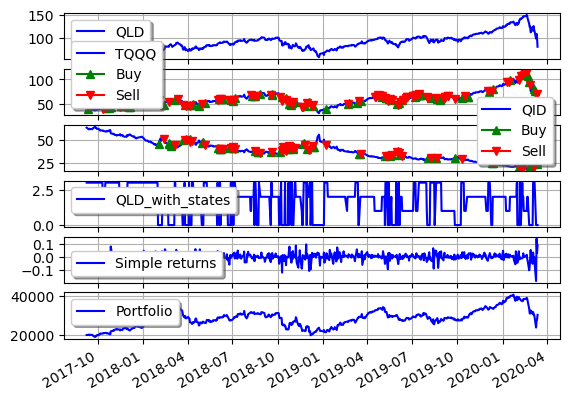 150
100
QLD
TQQQ
Buy
Sell
100
50
QID
Buy
Sell
50
25
2.5
0.0
QLD_with_states
0.1
0.0
−0.1
Simple returns
40000
20000
Portfolio
2017-10
2018-01
2018-04
2018-07
2018-10
2019-01
2019-04
2019-07
2019-10
2020-01
2020-04